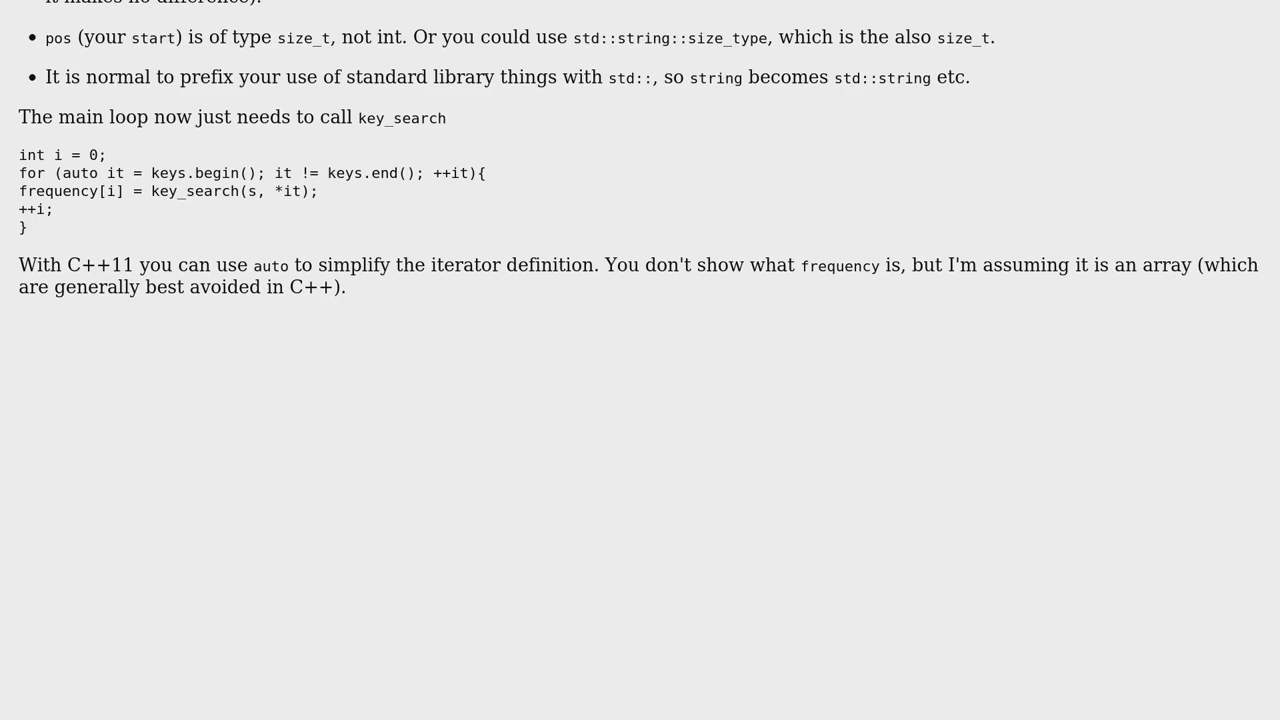 it makes no difference).
• pos (your start) is of type size_t, not int. Or you could use std::string::size_type, which is the also size_t.
• It is normal to prefix your use of standard library things with std::, so string becomes std::string etc.
The main loop now just needs to call key_search
int i = 0;
for (auto it = keys.begin(); it != keys.end(); ++it){
frequency[i] = key_search(s, *it);
++i;
}
With C++11 you can use auto to simplify the iterator definition. You don't show what frequency is, but I'm assuming it is an array (which
are generally best avoided in C++).